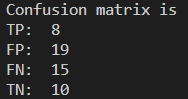 Confusion matrix is
TP:  8
FP:  19
FN:  15
TN:  10